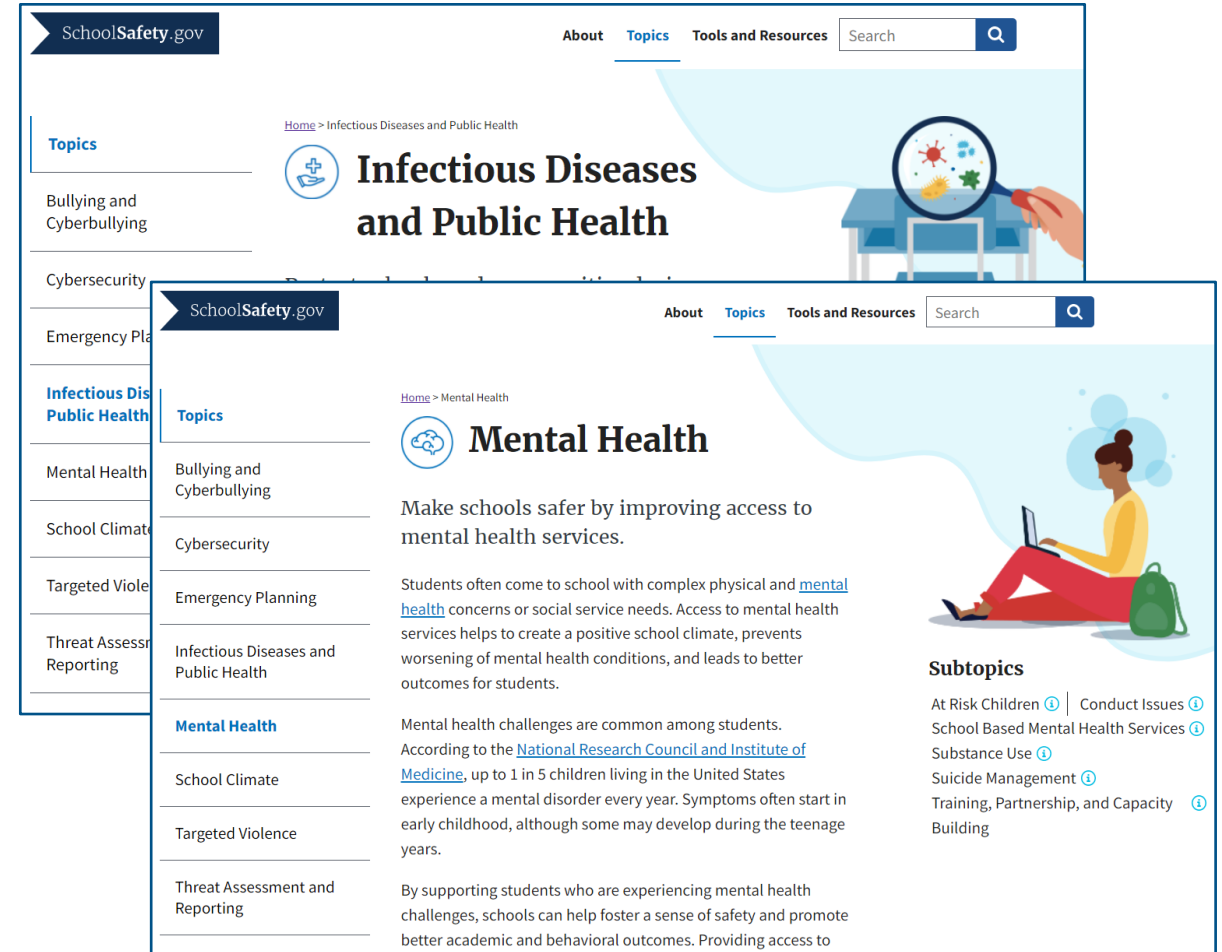 SchoolSafety.gov
About Topics Tools and Resources Search
Topics
Bullying and
Cyberbullying
Cybersecurity
Emergency
Infectious
Public Health
Mental Health
School
Targeted
Threat
Reporting
Home > Infectious Diseases and Public Health
Infectious Diseases
and Public Health
SchoolSafety.gov
About Topics Tools and Resources Search
Topics
Bullying and
Cyberbullying
Cybersecurity
Emergency Planning
Infectious Diseases and
Public Health
Mental Health
School Climate
Targeted Violence
Threat Assessment and
Reporting
Home > Mental Health
Mental Health
Make schools safer by improving access to
mental health services.
Students often come to school with complex physical and mental
health concerns or social service needs. Access to mental health
services helps to create a positive school climate, prevents
worsening of mental health conditions, and leads to better
outcomes for students.
Mental health challenges are common among students.
According to the National Research Council and Institute of
Medicine, up to 1 in 5 children living in the United States
experience a mental disorder every year. Symptoms often start in
early childhood, although some may develop during the teenage
years.
By supporting students who are experiencing mental health
challenges, schools can help foster a sense of safety and promote
better academic and behavioral outcomes. Providing access to
Subtopics
At Risk Children | Conduct Issues
School Based Mental Health Services
Substance Use
Suicide Management
Training, Partnership, and Capacity
Building